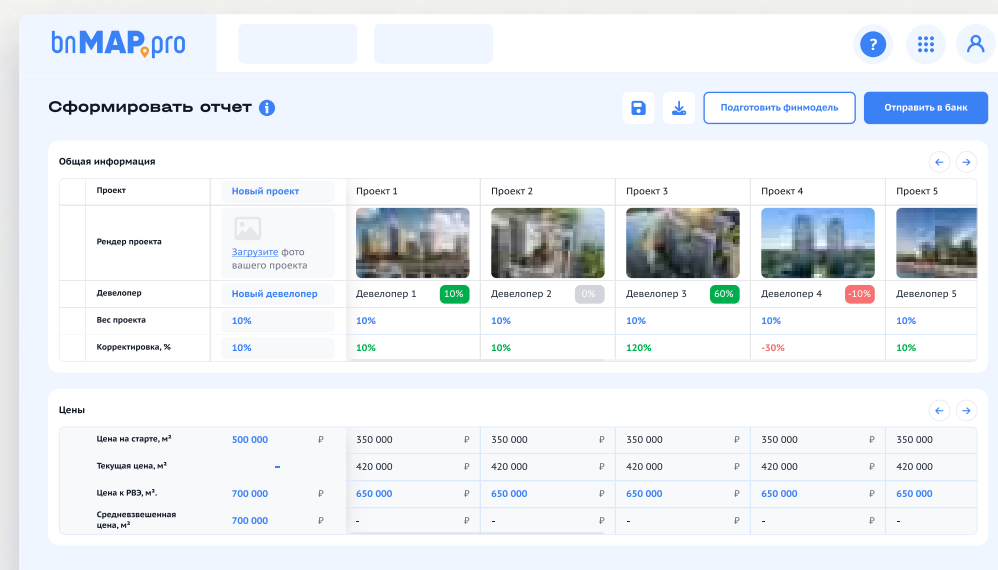 bnMAP.pro
?
Сформировать отчет i
Подготовить финмодель
Отправить в банк
Общая информация
Проект Новый проект Проект 1 Проект 2 Проект 3 Проект 4 Проект 5
Рендер проекта
Загрузите фото
вашего проекта
Девелопер Новый девелопер Девелопер 1 10% Девелопер 2 0% Девелопер 3 60% Девелопер 4 -10% Девелопер 5
Вес проекта 10% 10% 10% 10% 10% 10%
Корректировка, % 10% 10% 10% 120% -30% 10%
Цены
Цена на старте, м² 500 000 ₽ 350 000 ₽ 350 000 ₽ 350 000 ₽ 350 000 ₽ 350 000
Текущая цена, м² – 420 000 ₽ 420 000 ₽ 420 000 ₽ 420 000 ₽ 420 000
Цена к РВЭ, м². 700 000 ₽ 650 000 ₽ 650 000 ₽ 650 000 ₽ 650 000 ₽ 650 000
Средневзвешенная
цена, м² 700 000 ₽ - ₽ - ₽ - ₽ - ₽ -